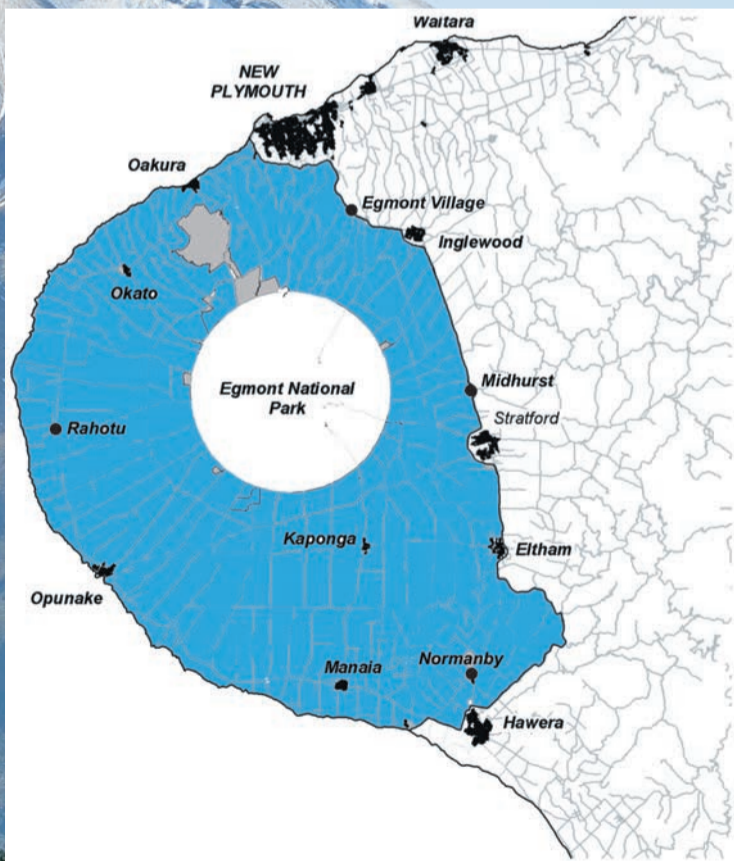 Waitara
NEW
PLYMOUTH
Oakura
Egmont Village
Inglewood
Okato
Egmont National
Park
Midhurst
Stratford
Rahotu
Kaponga
Eltham
Opunake
Manaia
Normanby
Hawera